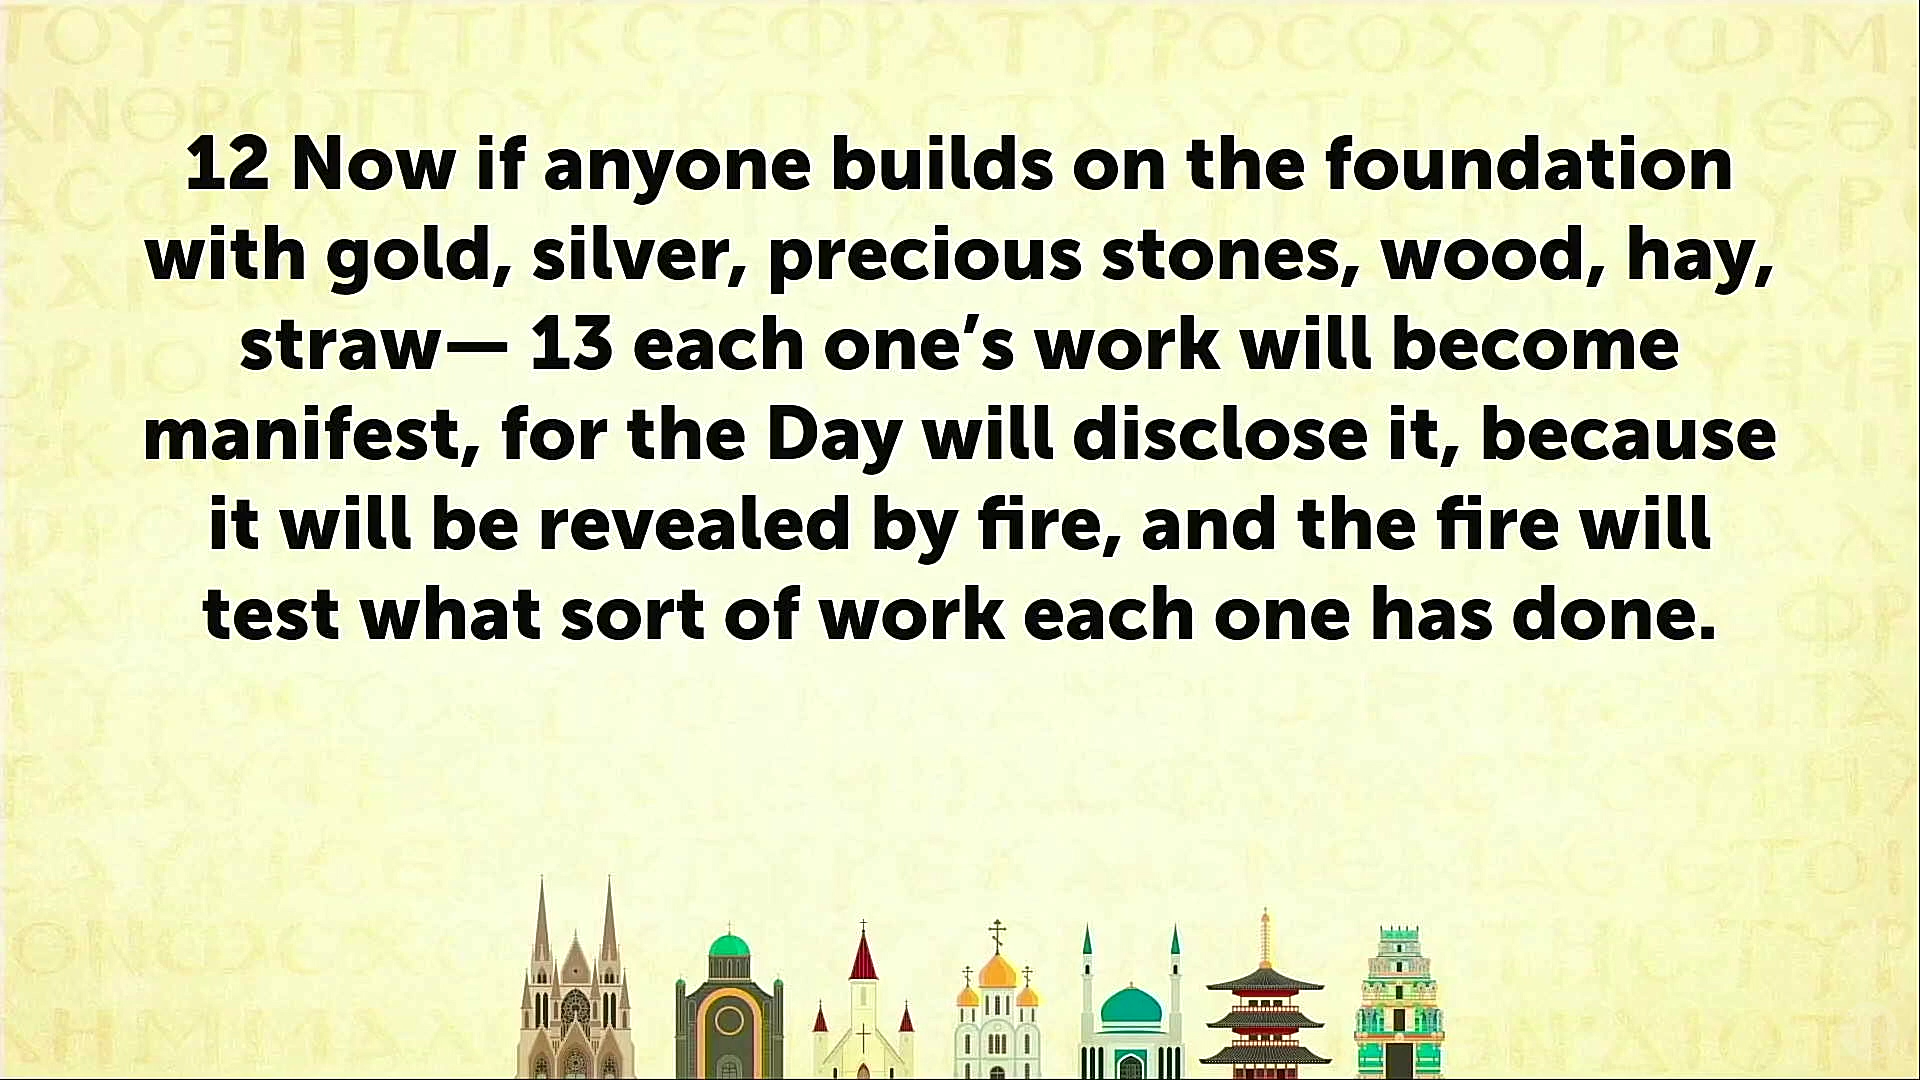 12 Now if anyone builds on the foundation
with gold, silver, precious stones, wood, hay,
straw— 13 each one’s work will become
manifest, for the Day will disclose it, because
it will be revealed by fire, and the fire will
test what sort of work each one has done.